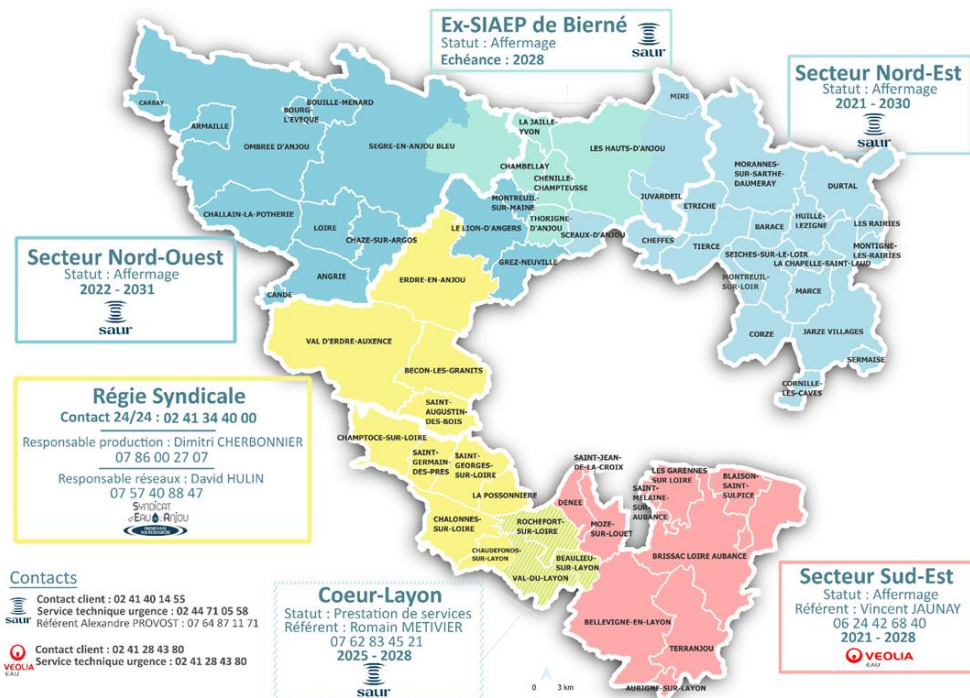 Ex-SIAEP de Bierné
Statut : Affermage
Echéance : 2028
saur
Secteur Nord-Est
Statut : Affermage
2021 - 2030
saur
Secteur Nord-Ouest
Statut : Affermage
2022 - 2031
saur
Régie Syndicale
Contact 24/24 : 02 41 34 40 00
Responsable production : Dimitri CHERBONNIER
07 86 00 27 07
Responsable réseaux : David HULIN
07 57 40 88 47
SYNDICAT
D'EAU DE L'ANJOU
Contacts
saur
Contact client : 02 41 40 14 55
Service technique urgence : 02 44 71 05 58
Référent Alexandre PROVOST : 07 64 87 11 71
VEOLIA
EAU
Contact client : 02 41 28 43 80
Service technique urgence : 02 41 28 43 80
Coeur-Layon
Statut : Prestation de services
Référent : Romain METIVIER
07 62 83 45 21
2025 - 2028
saur
Secteur Sud-Est
Statut : Affermage
Référent : Vincent JAUNAY
06 24 42 68 40
2021 - 2028
VEOLIA
EAU
0 3 km
CARBAY
ARMAILLE
BOURG-
L'EVEQUE
BOUILLE-MENARD
OMBREE D'ANJOU
SEGRE-EN-ANJOU BLEU
CHALLAIN-LA-POTHERIE
LOIRE
CHAZE-SUR-ARGOS
ANGRIE
CANDE
LA JAILLE-
YVON
CHAMBELLAY
CHENILLE-
CHAMPTEUSSE
LES HAUTS-D'ANJOU
MIRE
MONTREUIL-
SUR-MAINE
LE LION-D'ANGERS
THORIGNE-
D'ANJOU
SCEAUX-D'ANJOU
GREZ-NEUVILLE
JUVARDEIL
ETRICHE
CHEFFES
TIERCE
MORANNES-
SUR-SARTHE-
DAUMERAY
DURTAL
BARACE
HUILLE-
LEZIGNE
LES RAIRIES
MONTIGNE-
LES-RAIRIES
SEICHES-SUR-LE-LOIR
LA CHAPELLE-SAINT-LAUD
MONTREUIL-
SUR-LOIR
MARCE
CORZE
JARZE VILLAGES
SERMAISE
CORNILLE-
LES-CAVES
ERDRE-EN-ANJOU
VAL D'ERDRE-AUXENCE
BECON-LES-GRANITS
SAINT-
AUGUSTIN-
DES-BOIS
CHAMPTOCE-SUR-LOIRE
SAINT-
GERMAIN-
DES-PRES
SAINT-
GEORGES-
SUR-LOIRE
LA POSSONNIERE
CHALONNES-
SUR-LOIRE
CHAUDEFONDS-
SUR-LAYON
ROCHEFORT-
SUR-LOIRE
BEAULIEU-
SUR-LAYON
VAL-DU-LAYON
SAINT-JEAN-
DE-LA-CROIX
DENEE
MOZE-
SUR-LOUET
SAINT-
MELAINE-
SUR-
AUBANCE
LES GARENNES
SUR LOIRE
BLAISON-
SAINT-
SULPICE
BRISSAC LOIRE AUBANCE
BELLEVIGNE-EN-LAYON
TERRANJOU
AUBIGNE-SUR-LAYON